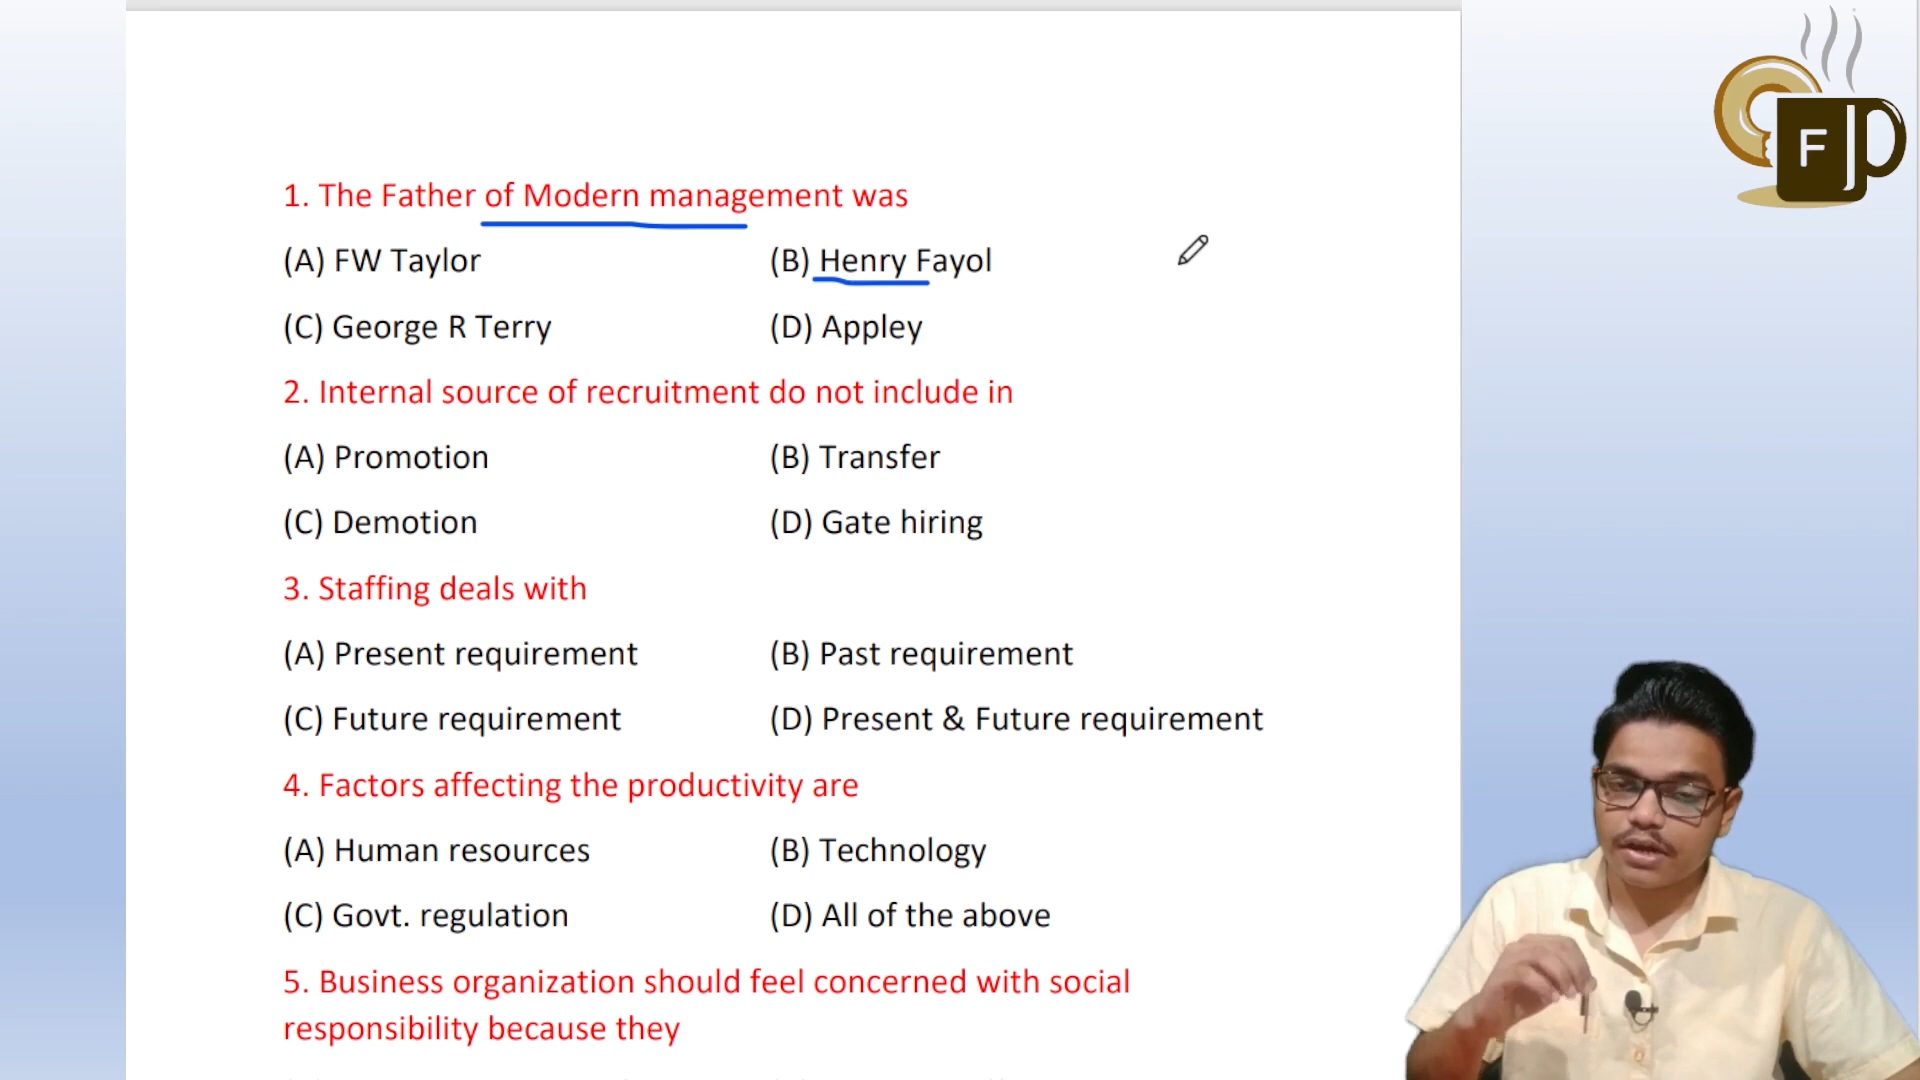 1. The Father of Modern management was
(A) FW Taylor (B) Henry Fayol
(C) George R Terry (D) Appley
2. Internal source of recruitment do not include in
(A) Promotion (B) Transfer
(C) Demotion (D) Gate hiring
3. Staffing deals with
(A) Present requirement (B) Past requirement
(C) Future requirement (D) Present & Future requirement
4. Factors affecting the productivity are
(A) Human resources (B) Technology
(C) Govt. regulation (D) All of the above
5. Business organization should feel concerned with social
responsibility because they
FJ